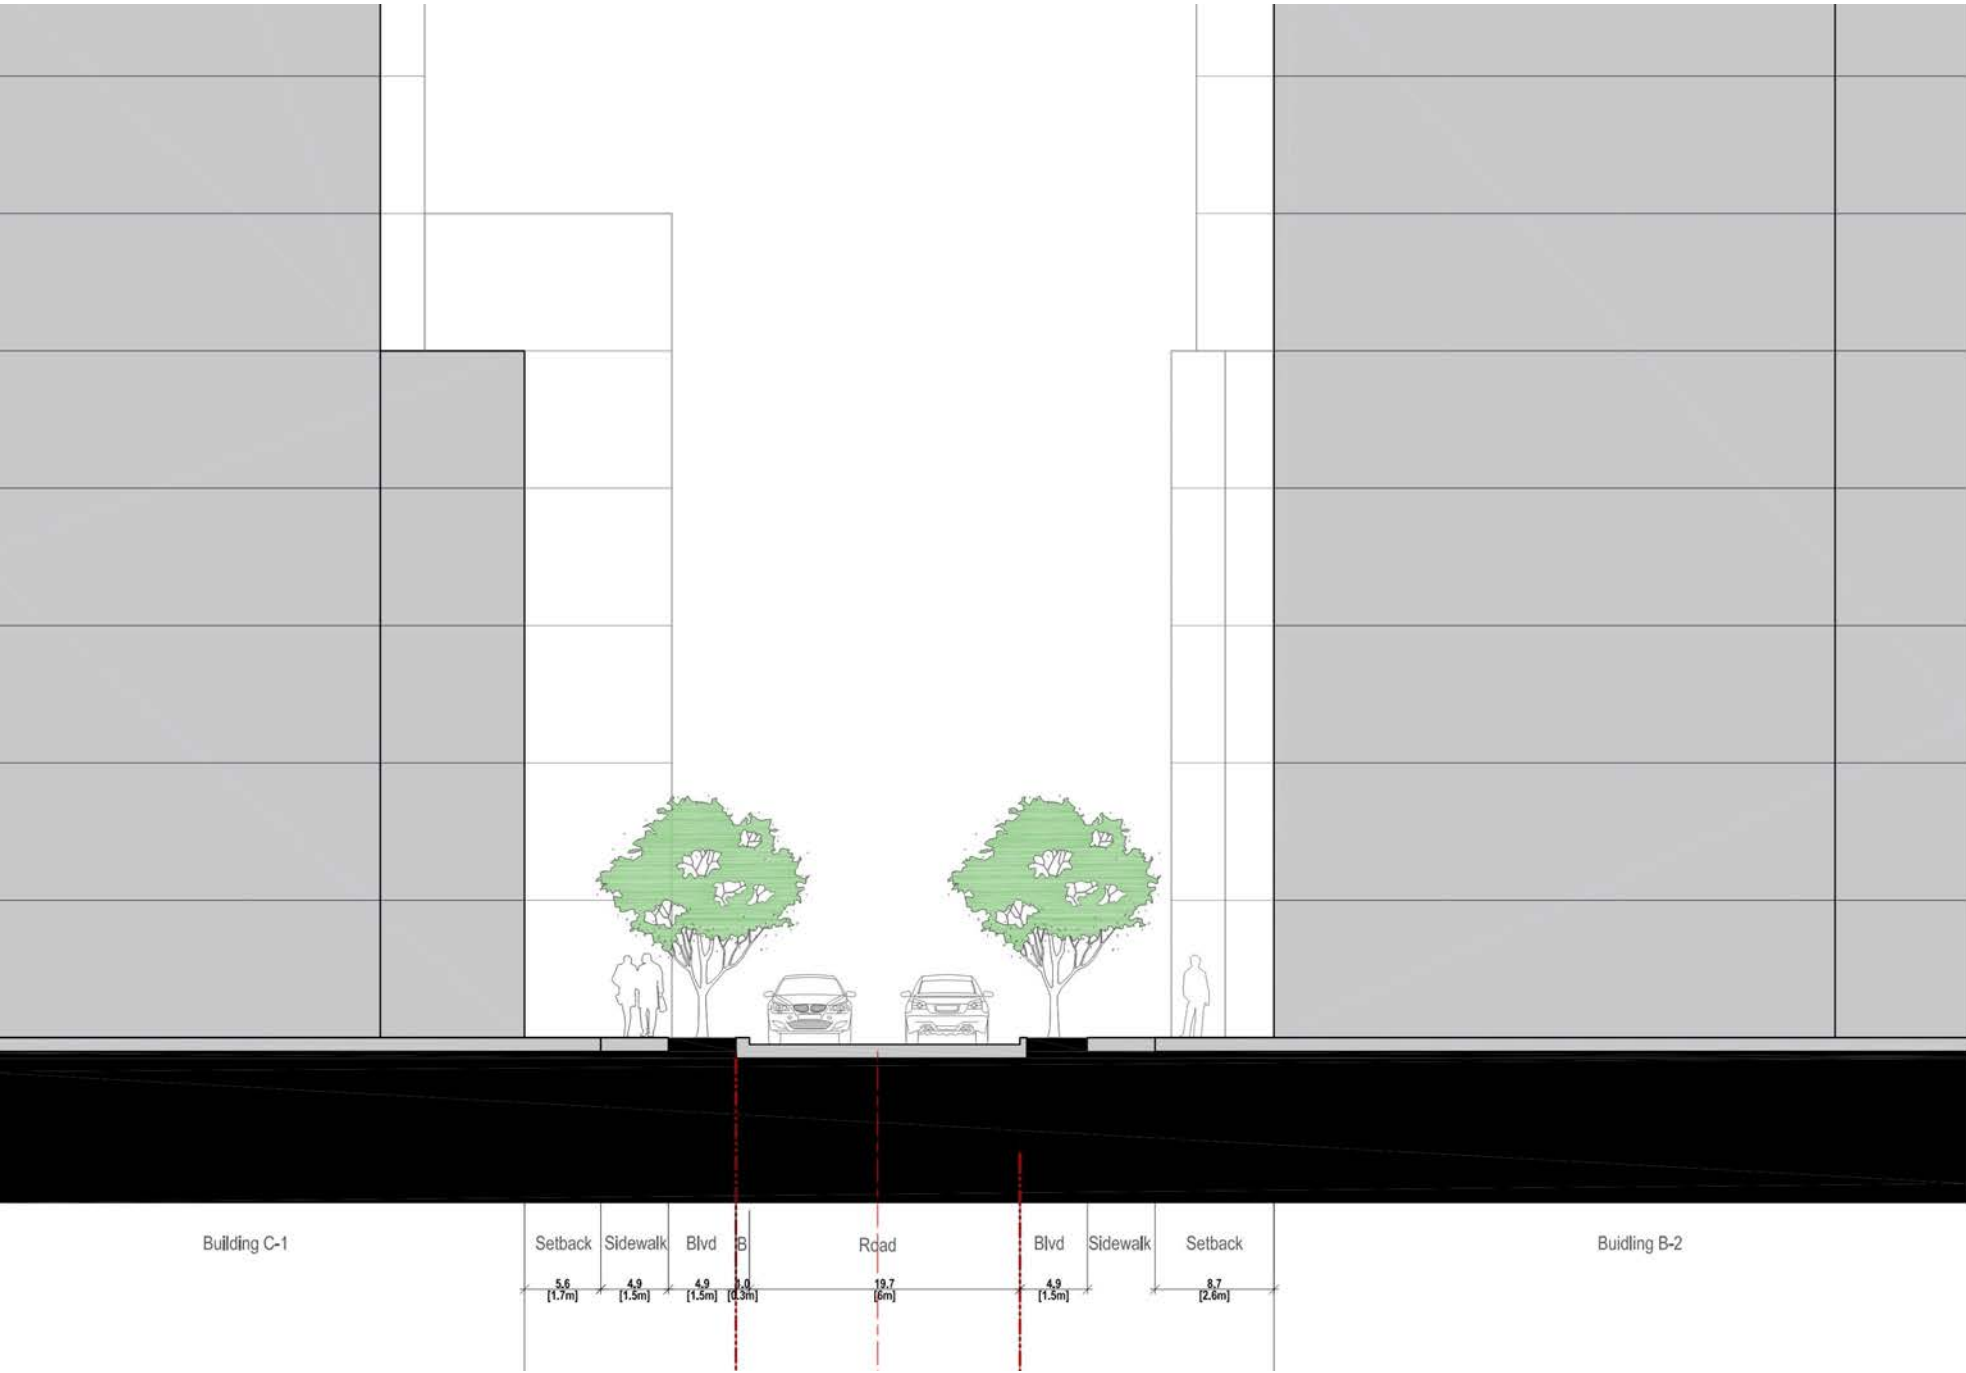 Building C-1
Setback Sidewalk Blvd B Road Blvd Sidewalk Setback
Buidling B-2
5.6 4.9 4.9 1.0 19.7 4.9 8.7
[1.7m] [1.5m] [1.5m] [0.3m] [6m] [1.5m] [2.6m]